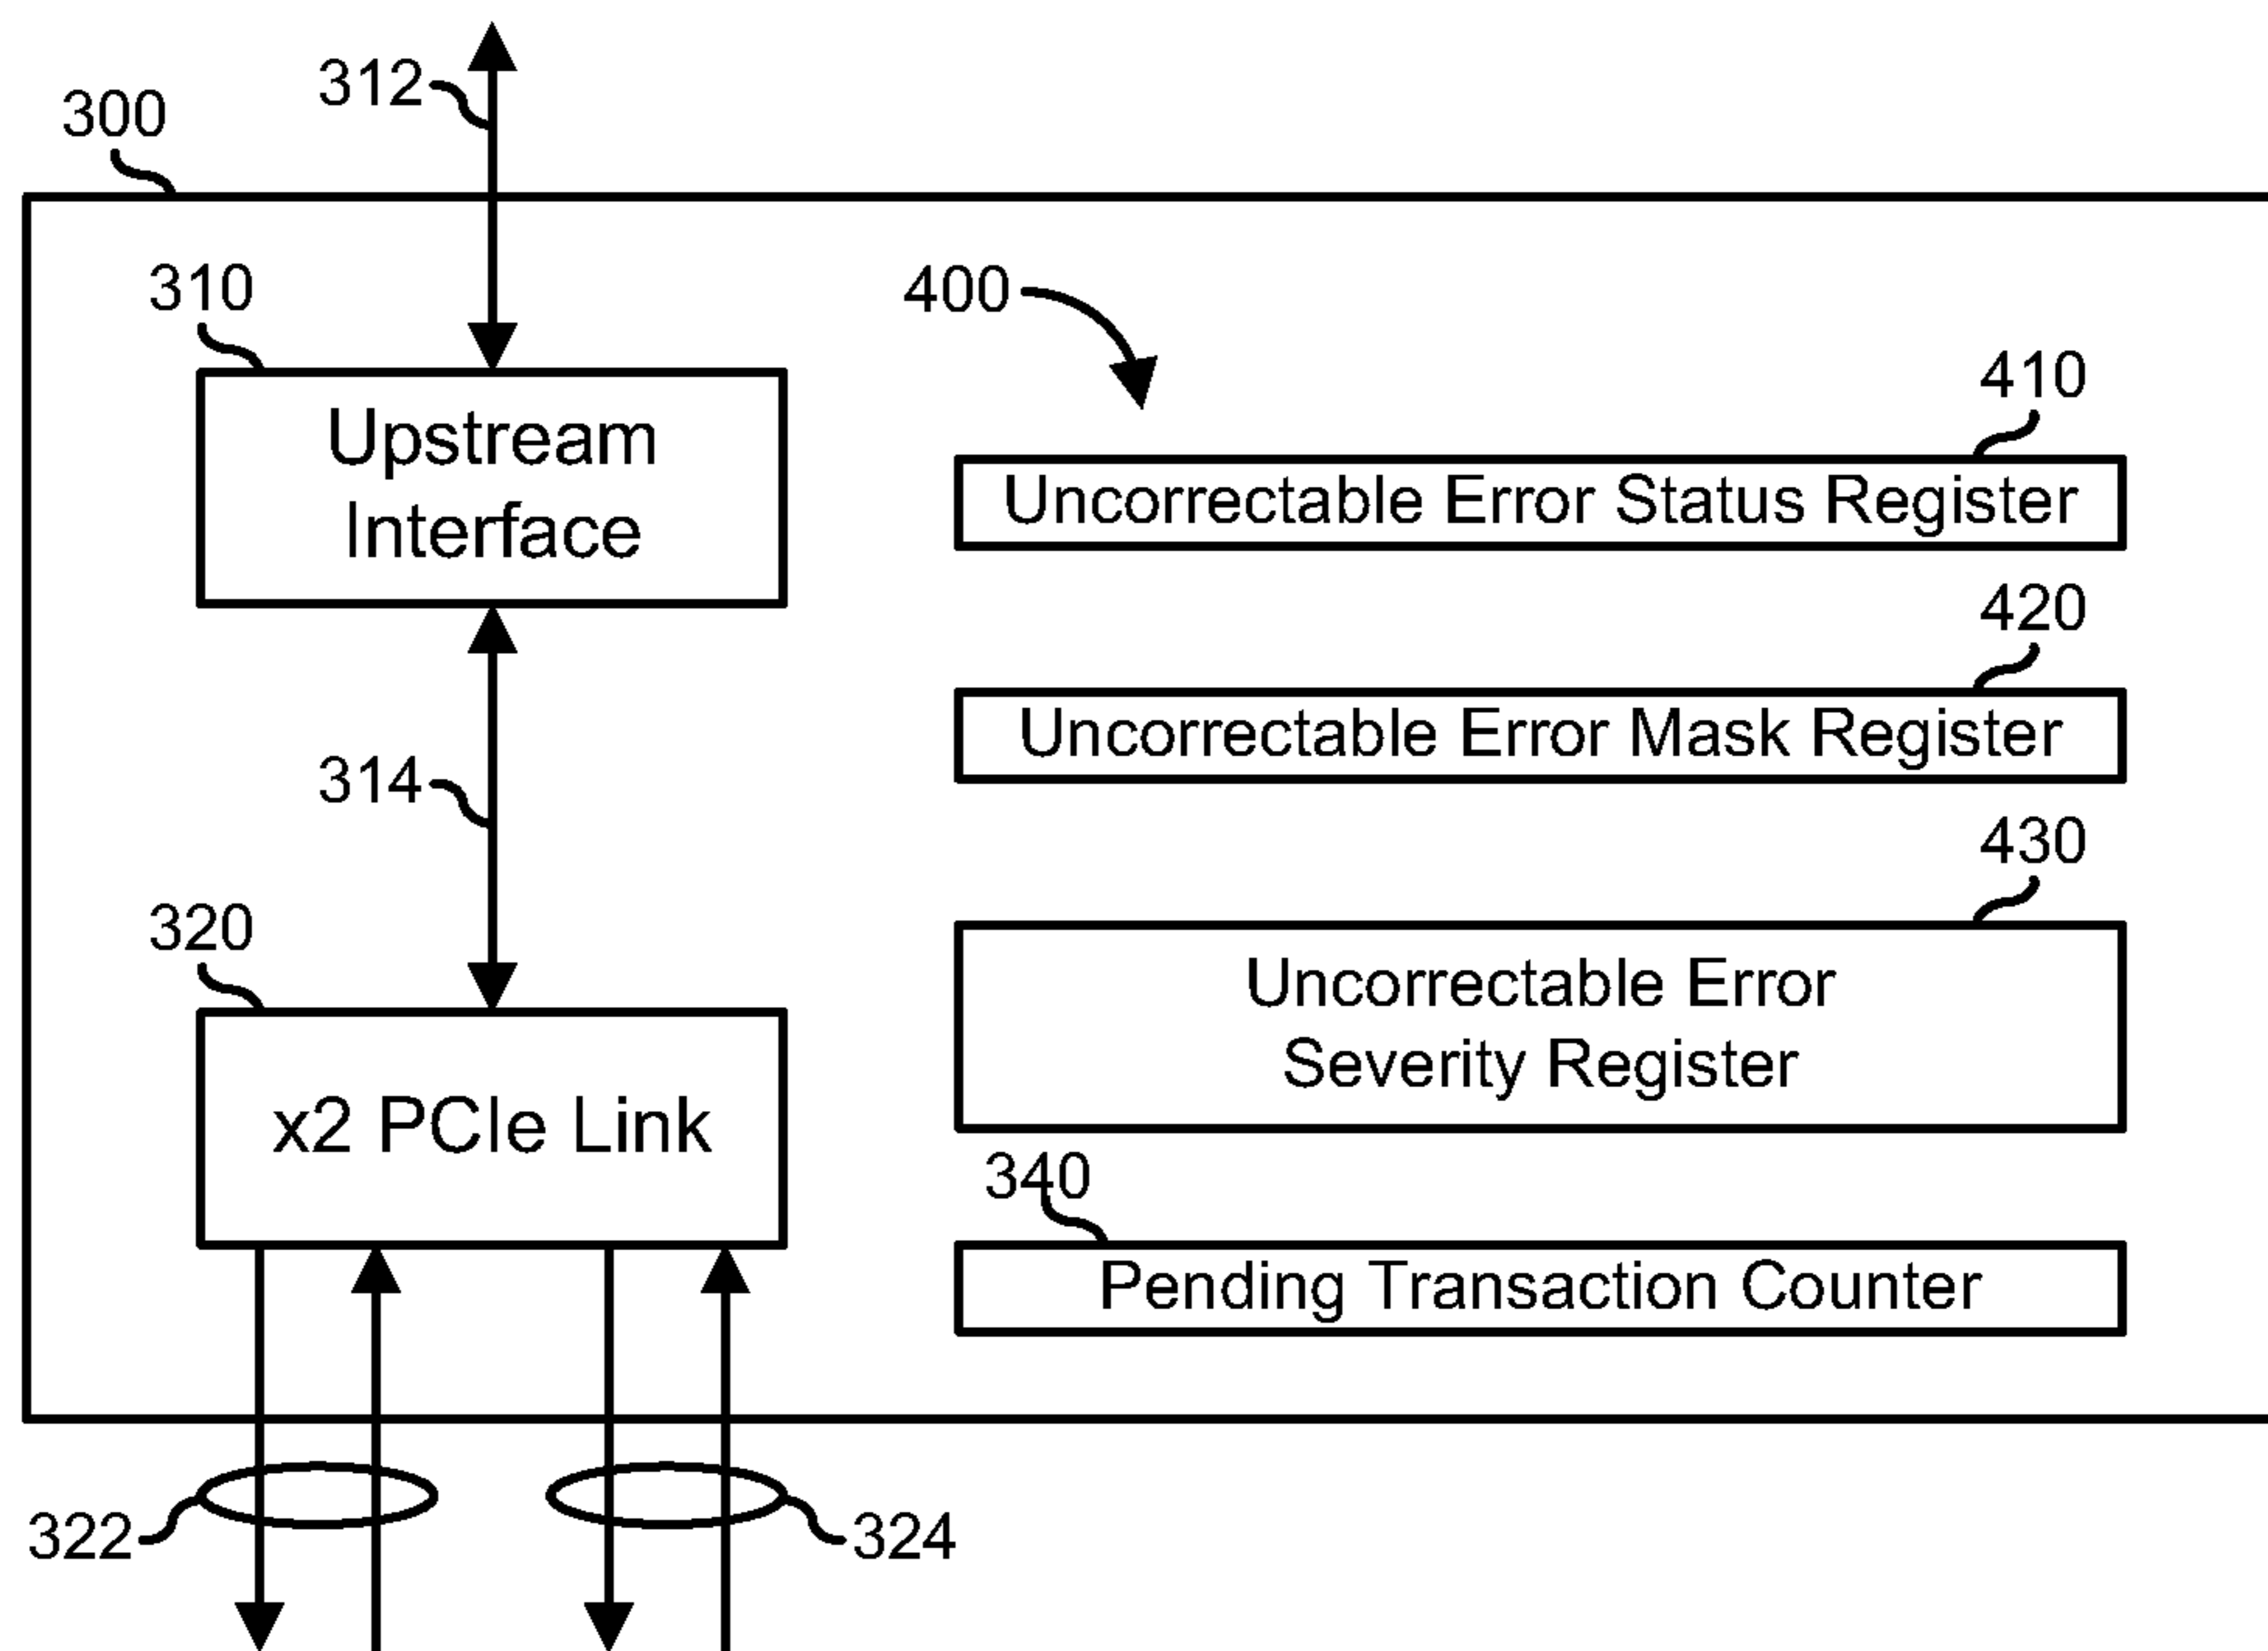 312
300
310
400
Upstream
Interface
410
Uncorrectable Error Status Register
420
Uncorrectable Error Mask Register
314
430
Uncorrectable Error
Severity Register
320
x2 PCIe Link
340
Pending Transaction Counter
322
324